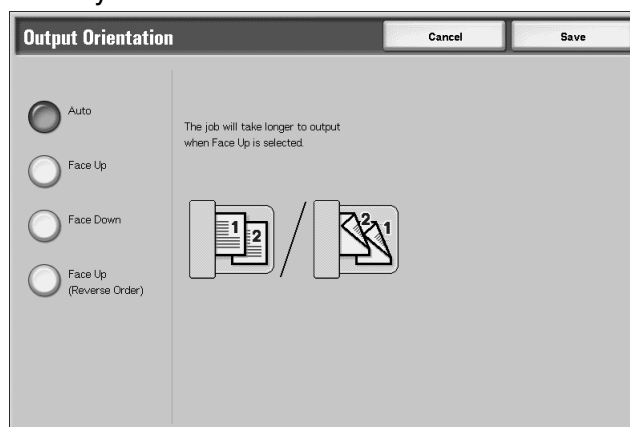 Output Orientation
Cancel
Save
Auto
Face Up
Face Down
Face Up
(Reverse Order)
The job will take longer to output
when Face Up is selected.
1
2
2
1